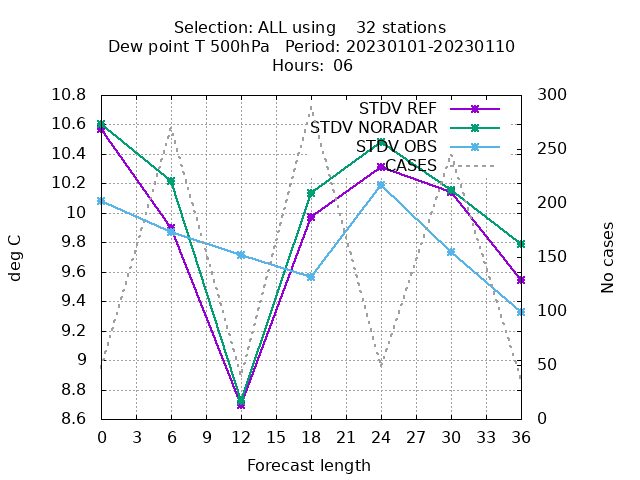 Selection: ALL using    32 stations
Dew point T 500hPa   Period: 20230101-20230110
Hours:  06
STDV REF
STDV NORADAR
STDV OBS
CASES
10.8
10.6
10.4
10.2
10
9.8
9.6
9.4
9.2
9
8.8
8.6
deg C
300
250
200
150
100
50
0
No cases
0 3 6 9 12 15 18 21 24 27 30 33 36
Forecast length